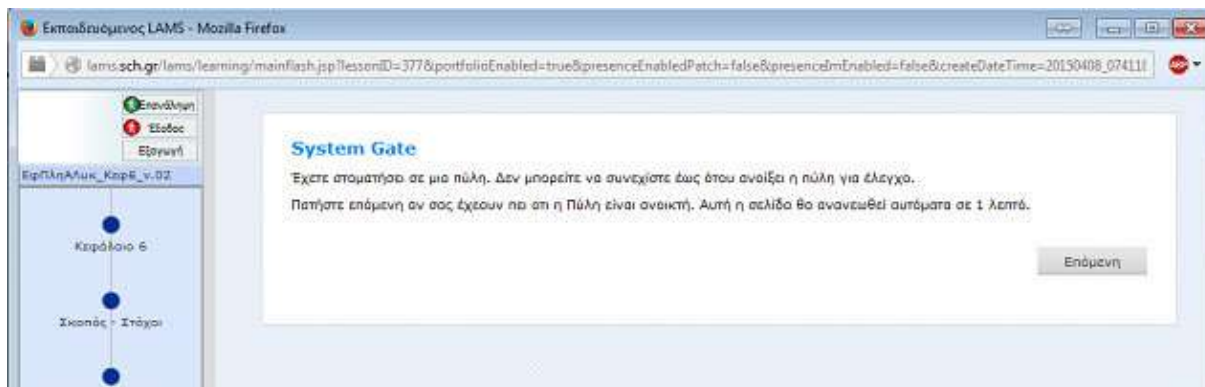 Εκπαιδευόμενος LAMS - Mozilla Firefox
lams.sch.gr/lams/learning/mainflash.jsp?lessonID=377&portfolioEnabled=true&presenceEnabledPatch=false&presenceImEnabled=false&createDateTime=20150408_07411
Επανάληψη
Έξοδος
Εξαγωγή
ΕιρΠληΑΛυκ_Κεφ6_v.02
Κεφάλαιο 6
Σκοπός - Στόχοι
System Gate
Έχετε σταματήσει σε μια πύλη. Δεν μπορείτε να συνεχίστε έως ότου ανοίξει η πύλη για έλεγχο.
Πατήστε επόμενη αν σας έχεουν πει οτι η Πύλη είναι ανοικτή. Αυτή η σελίδα θα ανανεωθεί αυτόματα σε 1 λεπτό.
Επόμενη